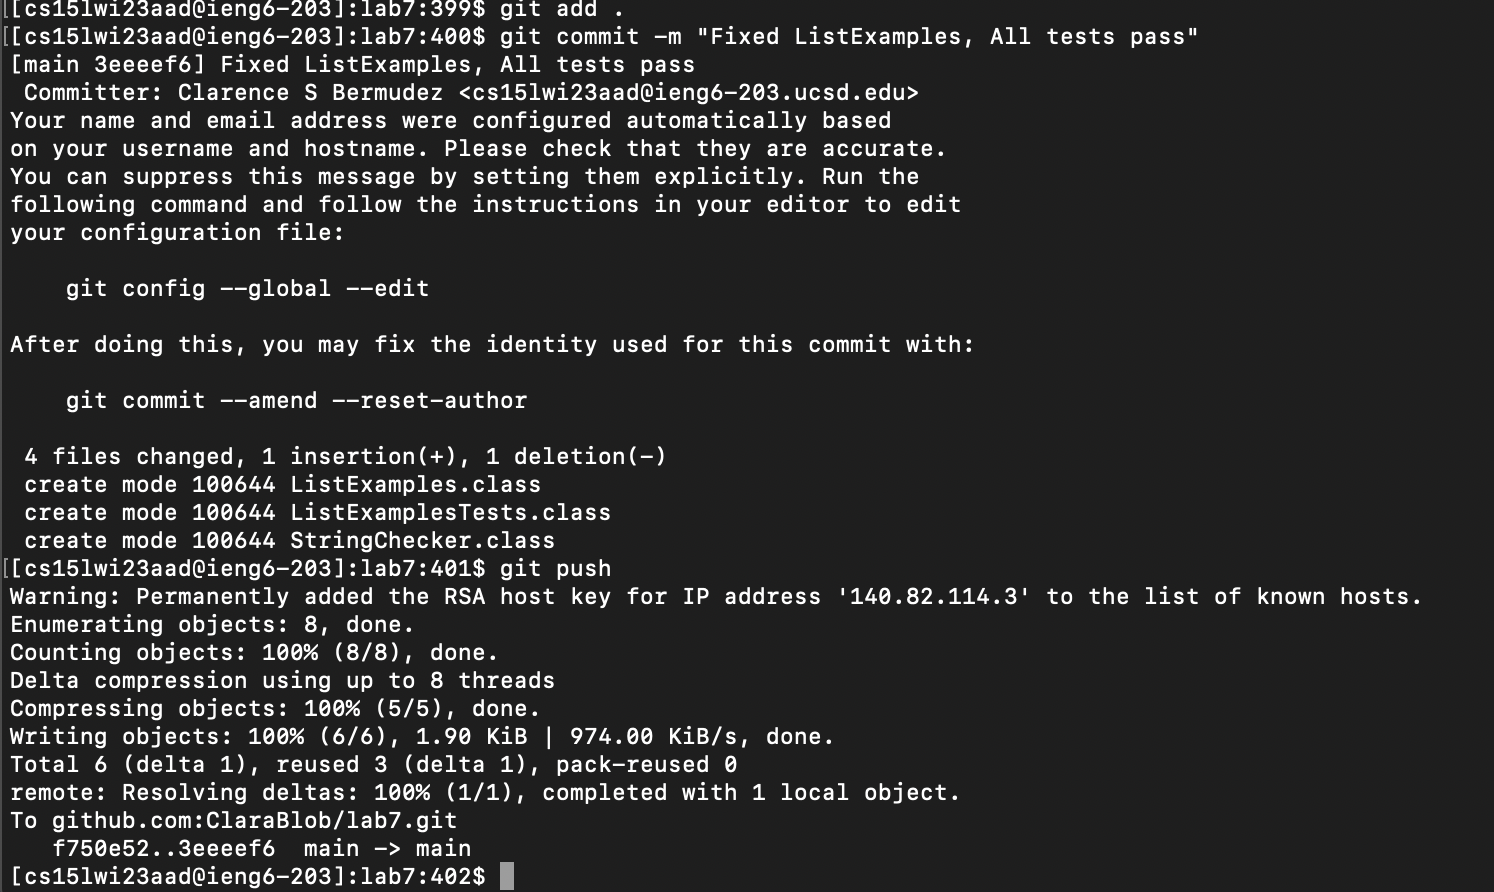 [[cs15lwi23aad@ieng6-203]:lab7:399$ git add .
[[cs15lwi23aad@ieng6-203]:lab7:400$ git commit -m "Fixed ListExamples, All tests pass"
[main 3eeeef6] Fixed ListExamples, All tests pass
 Committer: Clarence S Bermudez <cs15lwi23aad@ieng6-203.ucsd.edu>
Your name and email address were configured automatically based
on your username and hostname. Please check that they are accurate.
You can suppress this message by setting them explicitly. Run the
following command and follow the instructions in your editor to edit
your configuration file:

    git config --global --edit

After doing this, you may fix the identity used for this commit with:

    git commit --amend --reset-author

 4 files changed, 1 insertion(+), 1 deletion(-)
 create mode 100644 ListExamples.class
 create mode 100644 ListExamplesTests.class
 create mode 100644 StringChecker.class
[[cs15lwi23aad@ieng6-203]:lab7:401$ git push
Warning: Permanently added the RSA host key for IP address '140.82.114.3' to the list of known hosts.
Enumerating objects: 8, done.
Counting objects: 100% (8/8), done.
Delta compression using up to 8 threads
Compressing objects: 100% (5/5), done.
Writing objects: 100% (6/6), 1.90 KiB | 974.00 KiB/s, done.
Total 6 (delta 1), reused 3 (delta 1), pack-reused 0
remote: Resolving deltas: 100% (1/1), completed with 1 local object.
To github.com:ClaraBlob/lab7.git
   f750e52..3eeeef6  main -> main
[cs15lwi23aad@ieng6-203]:lab7:402$